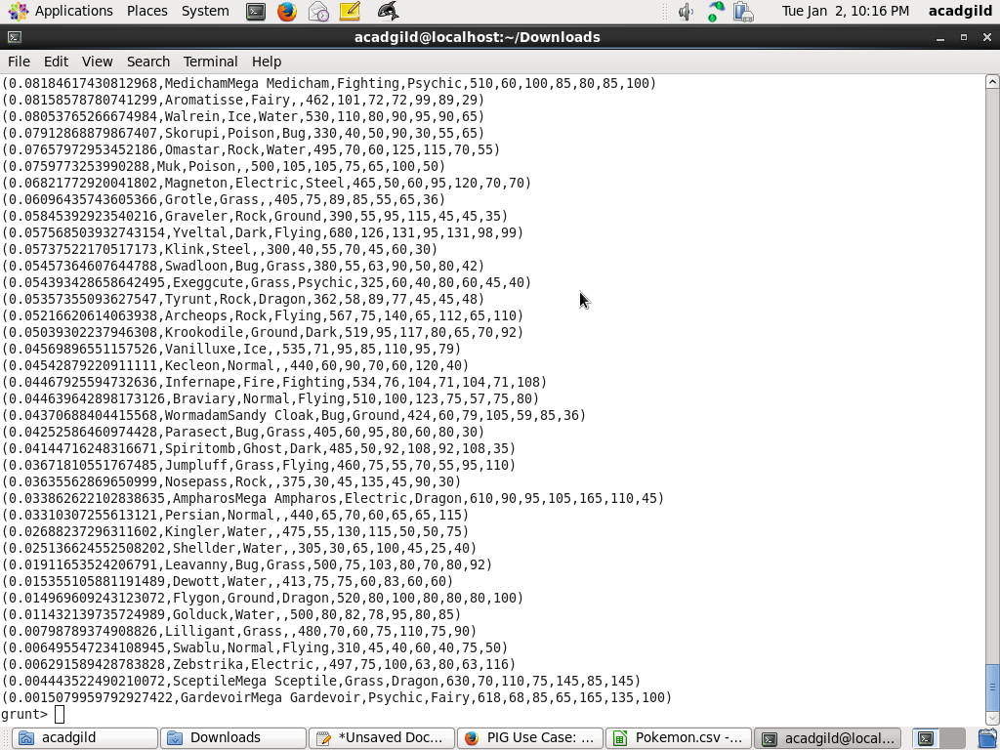 Applications Places System Tue Jan 2, 10:16 PM acadgild
acadgild@localhost:~/Downloads
File Edit View Search Terminal Help
(0.08184617430812968,MedichamMega Medicham,Fighting,Psychic,510,60,100,85,80,85,100)
(0.08158578780741299,Aromatisse,Fairy,,462,101,72,72,99,89,29)
(0.08053765266674984,Walrein,Ice,Water,530,110,80,90,95,90,65)
(0.07912868879867407,Skorupi,Poison,Bug,330,40,50,90,30,55,65)
(0.07657972953452186,Omastar,Rock,Water,495,70,60,125,115,70,55)
(0.0759773253990288,Muk,Poison,,500,105,105,75,65,100,50)
(0.06821772920041802,Magneton,Electric,Steel,465,50,60,95,120,70,70)
(0.06096435743605366,Grotle,Grass,,405,75,89,85,55,65,36)
(0.05845392923540216,Graveler,Rock,Ground,390,55,95,115,45,45,35)
(0.057568503932743154,Yveltal,Dark,Flying,680,126,131,95,131,98,99)
(0.05737522170517173,Klink,Steel,,300,40,55,70,45,60,30)
(0.05457364607644788,Swadloon,Bug,Grass,380,55,63,90,50,80,42)
(0.054393428658642495,Exeggcute,Grass,Psychic,325,60,40,80,60,45,40)
(0.05357355093627547,Tyrunt,Rock,Dragon,362,58,89,77,45,45,48)
(0.05216620614063938,Archeops,Rock,Flying,567,75,140,65,112,65,110)
(0.05039302237946308,Krookodile,Ground,Dark,519,95,117,80,65,70,92)
(0.04569896551157526,Vanilluxe,Ice,,535,71,95,85,110,95,79)
(0.04542879220911111,Kecleon,Normal,,440,60,90,70,60,120,40)
(0.04467925594732636,Infernape,Fire,Fighting,534,76,104,71,104,71,108)
(0.044639642898173126,Braviary,Normal,Flying,510,100,123,75,57,75,80)
(0.04370688404415568,WormadamSandy Cloak,Bug,Ground,424,60,79,105,59,85,36)
(0.04252586460974428,Parasect,Bug,Grass,405,60,95,80,60,80,30)
(0.04144716248316671,Spiritomb,Ghost,Dark,485,50,92,108,92,108,35)
(0.03671810551767485,Jumpluff,Grass,Flying,460,75,55,70,55,95,110)
(0.03635562869650999,Nosepass,Rock,,375,30,45,135,45,90,30)
(0.033862622102838635,AmpharosMega Ampharos,Electric,Dragon,610,90,95,105,165,110,45)
(0.03310307255613121,Persian,Normal,,440,65,70,60,65,65,115)
(0.02688237296311602,Kingler,Water,,475,55,130,115,50,50,75)
(0.025136624552508202,Shellder,Water,,305,30,65,100,45,25,40)
(0.01911653524206791,Leavanny,Bug,Grass,500,75,103,80,70,80,92)
(0.015355105881191489,Dewott,Water,,413,75,75,60,83,60,60)
(0.014969609243123072,Flygon,Ground,Dragon,520,80,100,80,80,80,100)
(0.011432139735724989,Golduck,Water,,500,80,82,78,95,80,85)
(0.00798789374908826,Lilligant,Grass,,480,70,60,75,110,75,90)
(0.006495547234108945,Swablu,Normal,Flying,310,45,40,60,40,75,50)
(0.006291589428783828,Zebstrika,Electric,,497,75,100,63,80,63,116)
(0.004443522490210072,SceptileMega Sceptile,Grass,Dragon,630,70,110,75,145,85,145)
(0.0015079959792927422,GardevoirMega Gardevoir,Psychic,Fairy,618,68,85,65,165,135,100)
grunt>
acadgild Downloads *Unsaved Doc... PIG Use Case: ... Pokemon.csv -... acadgild@local...